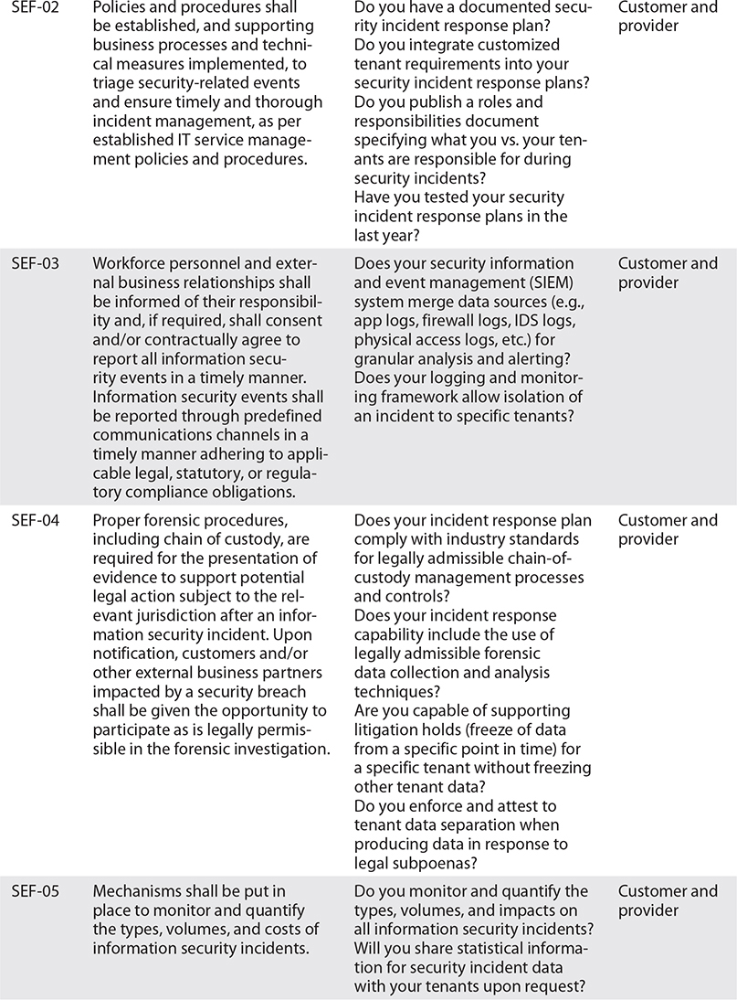 SEF-02
Policies and procedures shall
be established, and supporting
business processes and techni-
cal measures implemented, to
triage security-related events
and ensure timely and thorough
incident management, as per
established IT service manage-
ment policies and procedures.
Do you have a documented secu-
rity incident response plan?
Do you integrate customized
tenant requirements into your
security incident response plans?
Do you publish a roles and
responsibilities document
specifying what you vs. your ten-
ants are responsible for during
security incidents?
Have you tested your security
incident response plans in the
last year?
Customer and
provider
SEF-03
Workforce personnel and exter-
nal business relationships shall
be informed of their responsibil-
ity and, if required, shall consent
and/or contractually agree to
report all information secu-
rity events in a timely manner.
Information security events shall
be reported through predefined
communications channels in a
timely manner adhering to appli-
cable legal, statutory, or regula-
tory compliance obligations.
Does your security information
and event management (SIEM)
system merge data sources (e.g.,
app logs, firewall logs, IDS logs,
physical access logs, etc.) for
granular analysis and alerting?
Does your logging and monitor-
ing framework allow isolation of
an incident to specific tenants?
Customer and
provider
SEF-04
Proper forensic procedures,
including chain of custody, are
required for the presentation of
evidence to support potential
legal action subject to the rel-
evant jurisdiction after an infor-
mation security incident. Upon
notification, customers and/or
other external business partners
impacted by a security breach
shall be given the opportunity to
participate as is legally permis-
sible in the forensic investigation.
Does your incident response plan
comply with industry standards
for legally admissible chain-of-
custody management processes
and controls?
Does your incident response
capability include the use of
legally admissible forensic
data collection and analysis
techniques?
Are you capable of supporting
litigation holds (freeze of data
from a specific point in time) for
a specific tenant without freezing
other tenant data?
Do you enforce and attest to
tenant data separation when
producing data in response to
legal subpoenas?
Customer and
provider
SEF-05
Mechanisms shall be put in
place to monitor and quantify
the types, volumes, and costs of
information security incidents.
Do you monitor and quantify the
types, volumes, and impacts on
all information security incidents?
Will you share statistical informa-
tion for security incident data
with your tenants upon request?
Customer and
provider